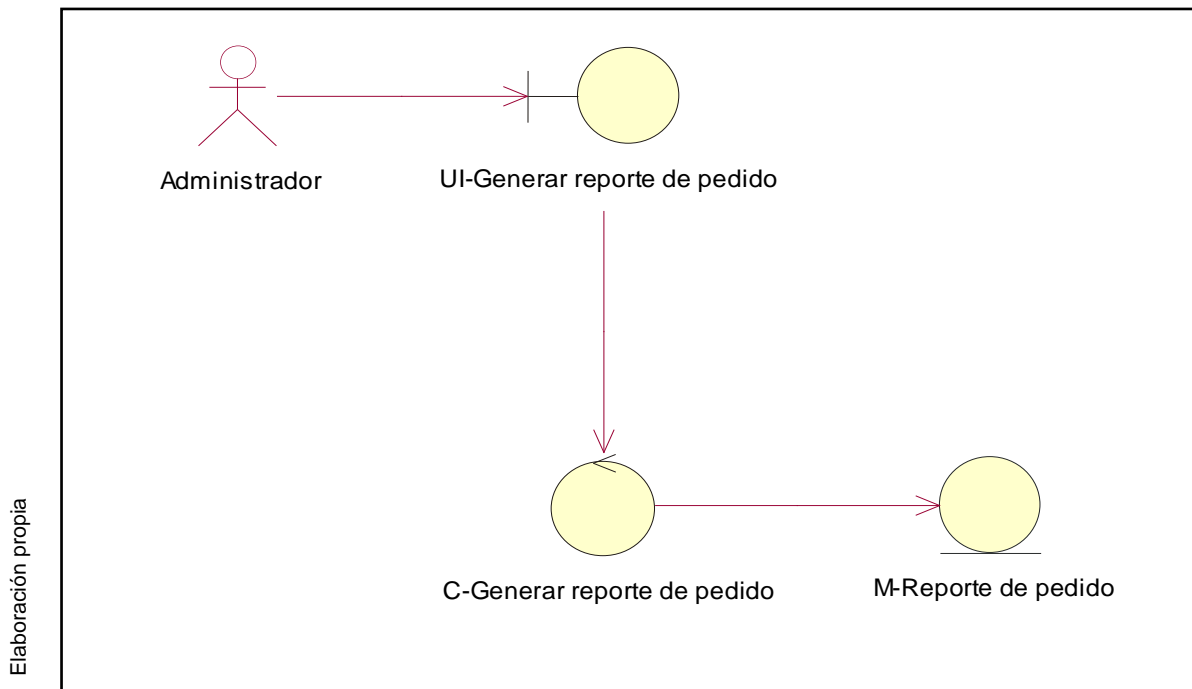 Administrador
UI-Generar reporte de pedido
C-Generar reporte de pedido
M-Reporte de pedido
Elaboración propia